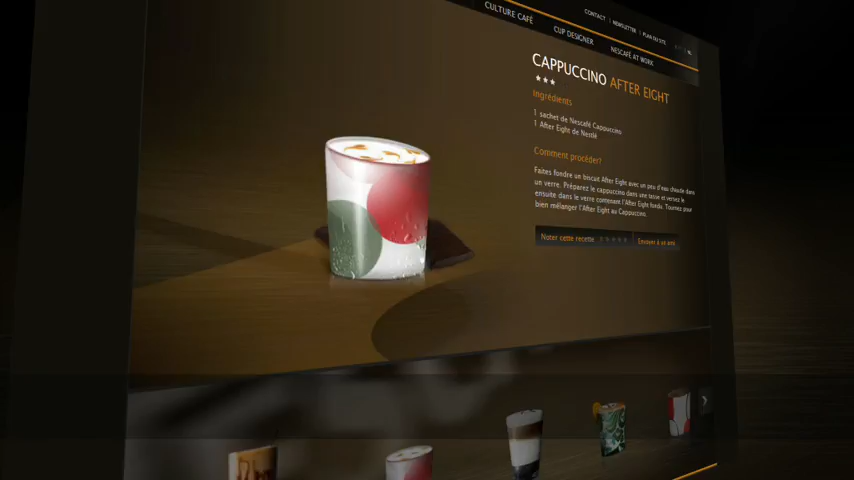 CONTACT | NEWSLETTER | PLAN DU SITE
CULTURE CAFÉ
CUP DESIGNER
NESCAFÉ AT WORK
CAPPUCCINO AFTER EIGHT
Ingrédients
1 sachet de Nescafé Cappuccino
1 After Eight de Nestlé
Comment procéder?
Faites fondre un biscuit After Eight avec un peu d'eau chaude dans
un verre. Préparez le cappuccino dans une tasse et versez le
ensuite dans le verre contenant l'After Eight fondu. Tournez pour
bien mélanger l'After Eight au Cappuccino.
Noter cette recette
Envoyer à un ami